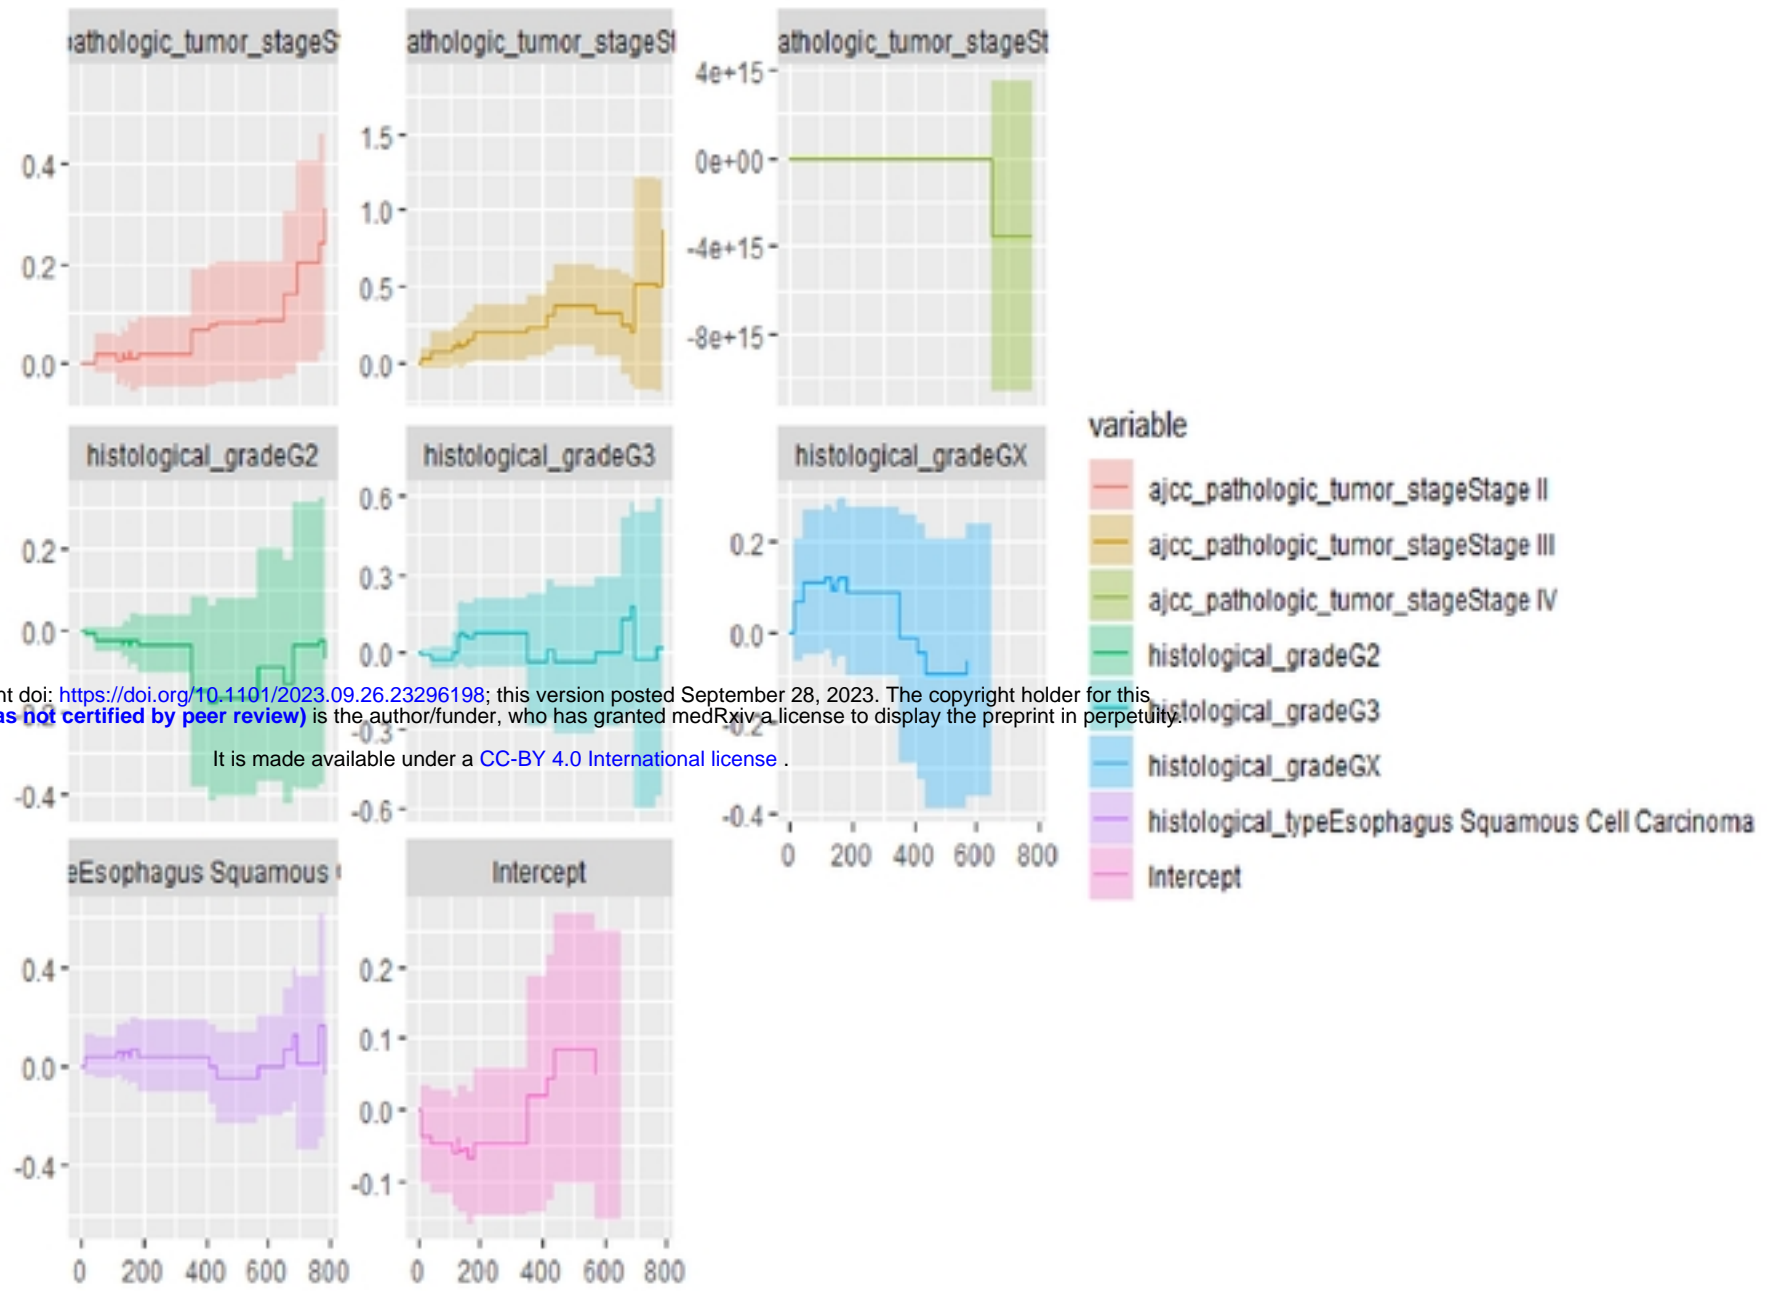 pathologic_tumor_stageSt
athologic_tumor_stageSt
athologic_tumor_stageSt
0.4
0.2
0.0
1.5
1.0
0.5
0.0
4e+15
0e+00
-4e+15
-8e+15
histological_gradeG2
histological_gradeG3
histological_gradeGX
0.2
0.0
-0.2
-0.4
0.6
0.3
0.0
-0.3
-0.6
0.2
0.0
-0.2
-0.4
0 200 400 600 800
eEsophagus Squamous
Intercept
0.4
0.0
-0.4
0 200 400 600 800
0.2
0.1
0.0
-0.1
0 200 400 600 800
variable
ajcc_pathologic_tumor_stageStage II
ajcc_pathologic_tumor_stageStage III
ajcc_pathologic_tumor_stageStage IV
histological_gradeG2
histological_gradeG3
histological_gradeGX
histological_typeEsophagus Squamous Cell Carcinoma
Intercept
nt doi: https://doi.org/10.1101/2023.09.26.23296198; this version posted September 28, 2023. The copyright holder for this
as not certified by peer review) is the author/funder, who has granted medRxiv a license to display the preprint in perpetuity.
It is made available under a CC-BY 4.0 International license .